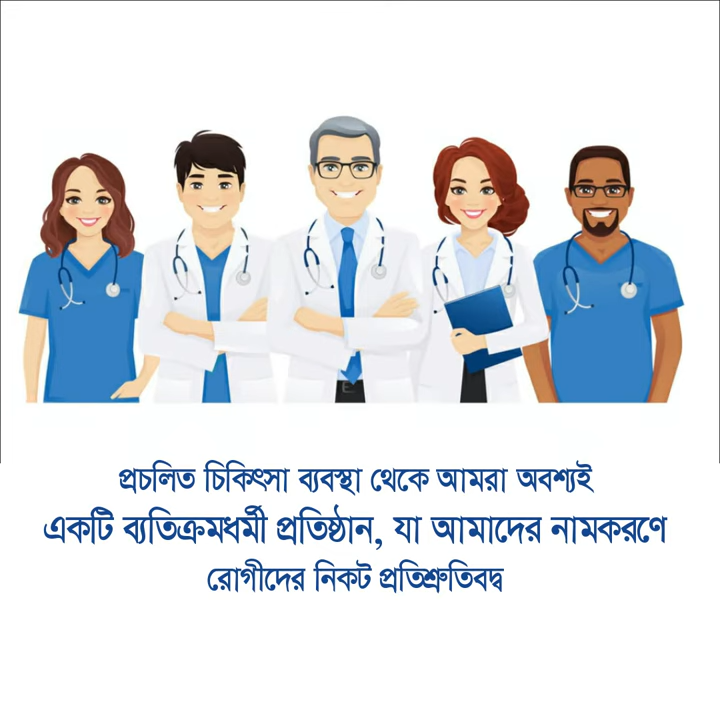 প্রচলিত চিকিৎসা ব্যবস্থা থেকে আমরা অবশ্যই
একটি ব্যতিক্রমধর্মী প্রতিষ্ঠান, যা আমাদের নামকরণে
রোগীদের নিকট প্রতিশ্রুতিবদ্ব